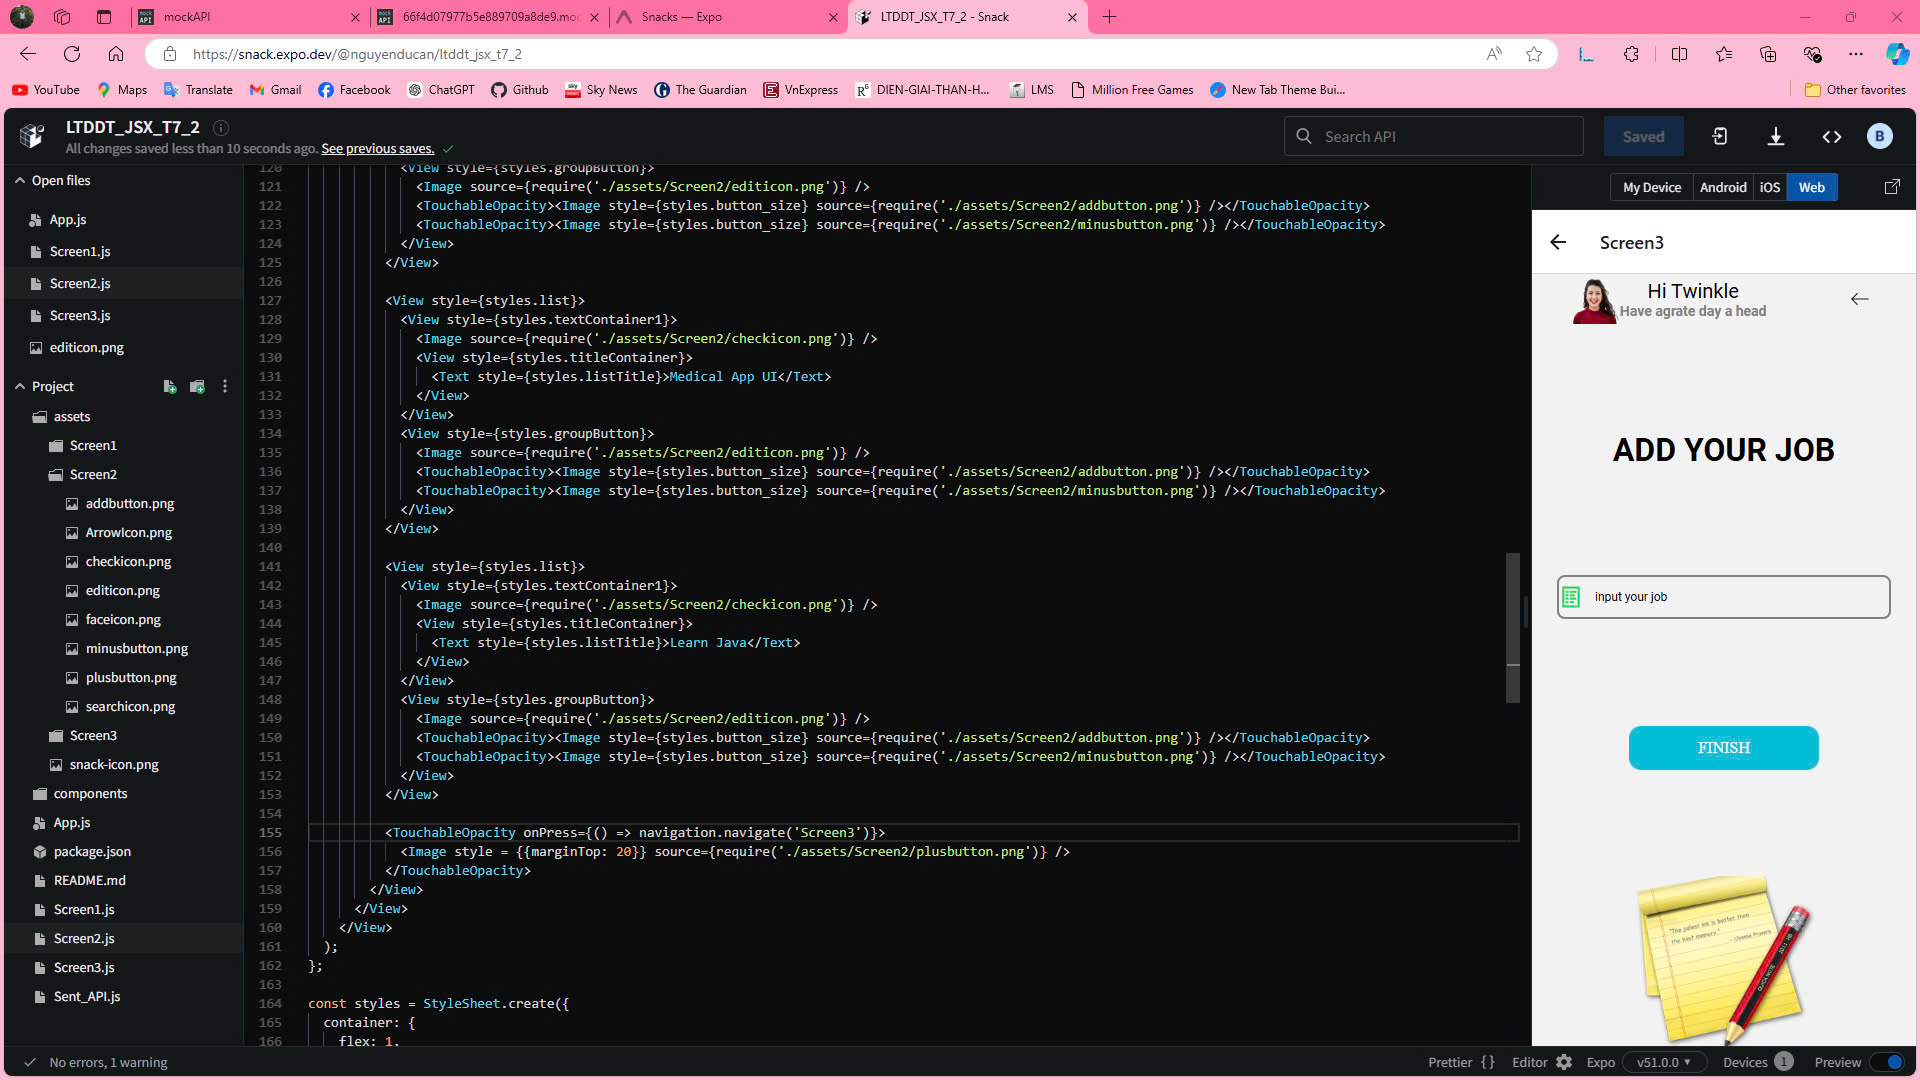 mockAPI
66f4d07977b5e889709a8de9.moc
Snacks — Expo
LTDDT_JSX_T7_2 - Snack
https://snack.expo.dev/@nguyenducan/ltddt_jsx_t7_2
YouTube
Maps
Translate
Gmail
Facebook
ChatGPT
Github
Sky News
The Guardian
VnExpress
DIEN-GIAI-THAN-H...
LMS
Million Free Games
New Tab Theme Bui...
Other favorites
LTDDT_JSX_T7_2
All changes saved less than 10 seconds ago. See previous saves.
Search API
Saved
B
Open files
App.js
Screen1.js
Screen2.js
Screen3.js
editicon.png
Project
assets
Screen1
Screen2
addbutton.png
ArrowIcon.png
checkicon.png
editicon.png
faceicon.png
minusbutton.png
plusbutton.png
searchicon.png
Screen3
snack-icon.png
components
App.js
package.json
README.md
Screen1.js
Screen2.js
Screen3.js
Sent_API.js
120 <View style={styles.groupButton}>
121 <Image source={require('./assets/Screen2/editicon.png')} />
122 <TouchableOpacity><Image style={styles.button_size} source={require('./assets/Screen2/addbutton.png')} /></TouchableOpacity>
123 <TouchableOpacity><Image style={styles.button_size} source={require('./assets/Screen2/minusbutton.png')} /></TouchableOpacity>
124 </View>
125 </View>
126
127 <View style={styles.list}>
128 <View style={styles.textContainer1}>
129 <Image source={require('./assets/Screen2/checkicon.png')} />
130 <View style={styles.titleContainer}>
131 <Text style={styles.listTitle}>Medical App UI</Text>
132 </View>
133 </View>
134 <View style={styles.groupButton}>
135 <Image source={require('./assets/Screen2/editicon.png')} />
136 <TouchableOpacity><Image style={styles.button_size} source={require('./assets/Screen2/addbutton.png')} /></TouchableOpacity>
137 <TouchableOpacity><Image style={styles.button_size} source={require('./assets/Screen2/minusbutton.png')} /></TouchableOpacity>
138 </View>
139 </View>
140
141 <View style={styles.list}>
142 <View style={styles.textContainer1}>
143 <Image source={require('./assets/Screen2/checkicon.png')} />
144 <View style={styles.titleContainer}>
145 <Text style={styles.listTitle}>Learn Java</Text>
146 </View>
147 </View>
148 <View style={styles.groupButton}>
149 <Image source={require('./assets/Screen2/editicon.png')} />
150 <TouchableOpacity><Image style={styles.button_size} source={require('./assets/Screen2/addbutton.png')} /></TouchableOpacity>
151 <TouchableOpacity><Image style={styles.button_size} source={require('./assets/Screen2/minusbutton.png')} /></TouchableOpacity>
152 </View>
153 </View>
154
155 <TouchableOpacity onPress={() => navigation.navigate('Screen3')}>
156 <Image style = {{marginTop: 20}} source={require('./assets/Screen2/plusbutton.png')} />
157 </TouchableOpacity>
158 </View>
159 </View>
160 </View>
161 );
162 };
163
164 const styles = StyleSheet.create({
165 container: {
166 flex: 1,
My Device
Android
iOS
Web
Screen3
Hi Twinkle
Have agrate day a head
ADD YOUR JOB
input your job
FINISH
"The palest ink is better than
the best memory."
- Chinese Proverb
No errors, 1 warning
Prettier { }
Editor
Expo
v51.0.0
Devices 1
Preview